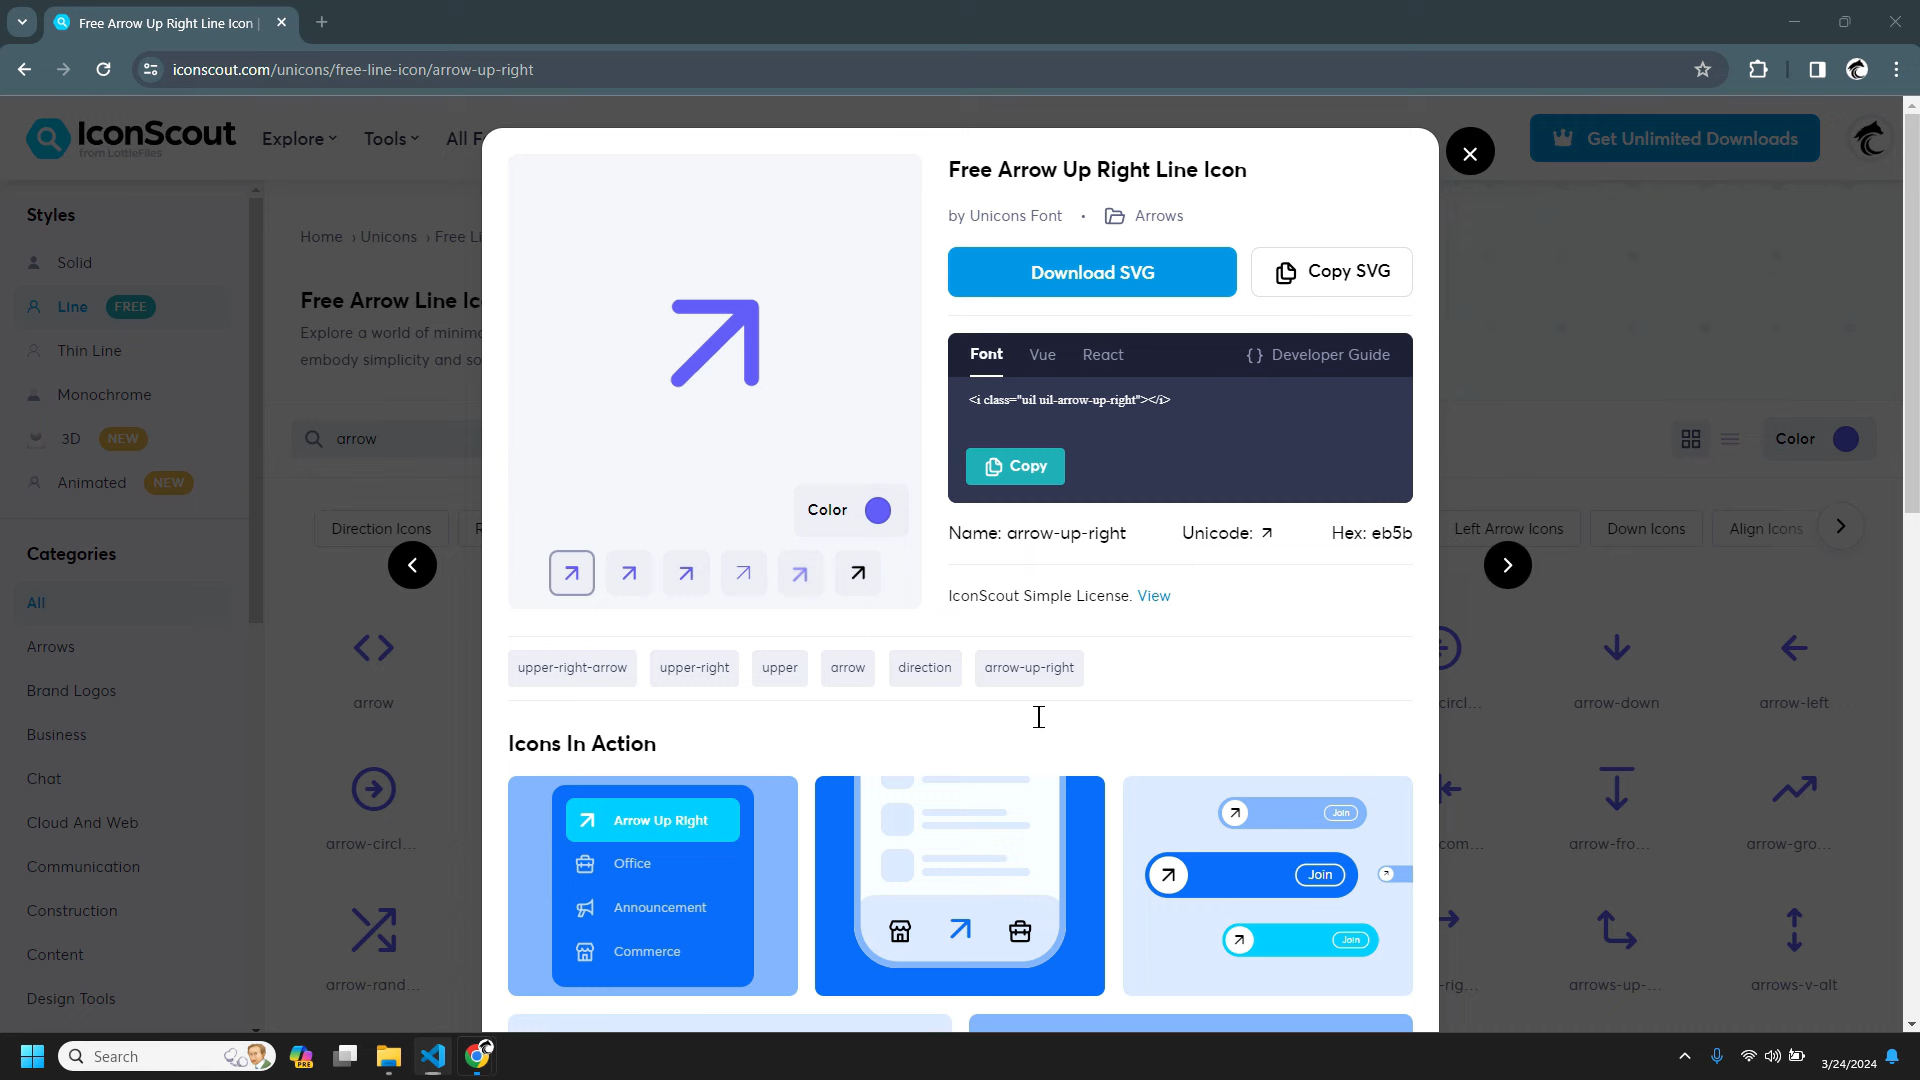 Free Arrow Up Right Line Icon |
iconscout.com/unicons/free-line-icon/arrow-up-right
IconScout
from LottieFiles
Explore
Tools
All F
Get Unlimited Downloads
Styles
Solid
Line FREE
Thin Line
Monochrome
3D NEW
Animated NEW
Categories
All
Arrows
Brand Logos
Business
Chat
Cloud And Web
Communication
Construction
Content
Design Tools
Home › Unicons › Free Li
Free Arrow Line Ic
Explore a world of minima
embody simplicity and so
arrow
Direction Icons
arrow
arrow-circl...
arrow-rand...
Color
Free Arrow Up Right Line Icon
by Unicons Font • Arrows
Download SVG
Copy SVG
Font Vue React {} Developer Guide
<i class="uil uil-arrow-up-right"></i>
Copy
Name: arrow-up-right Unicode: Hex: eb5b
IconScout Simple License. View
upper-right-arrow upper-right upper arrow direction arrow-up-right
Icons In Action
Arrow Up Right
Office
Announcement
Commerce
Join
Join
Join
Color
Left Arrow Icons Down Icons Align Icons
circl... arrow-down arrow-left
com... arrow-fro... arrow-gro...
rig... arrows-up-... arrows-v-alt
Search
PRE
3/24/2024